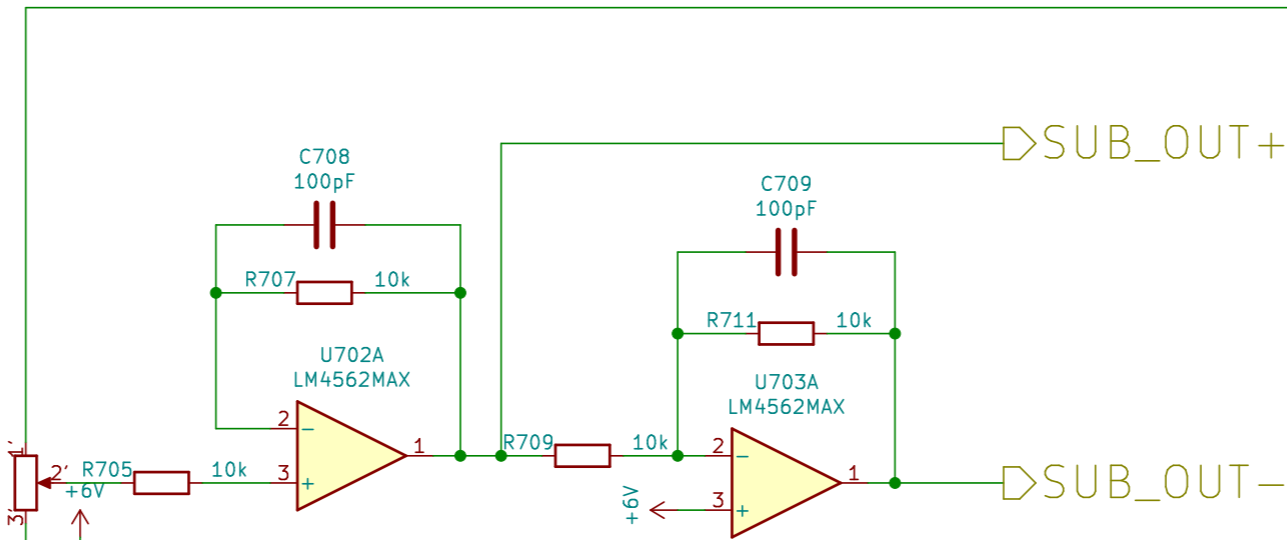 SUB_OUT+
C708
100pF
C709
100pF
R707 10k
R711 10k
U702A
LM4562MAX
U703A
LM4562MAX
2
-
1
R709 10k
2
-
1'
2'
R705 10k
3
+
1
SUB_OUT-
+6V
3'
+6V
3
+